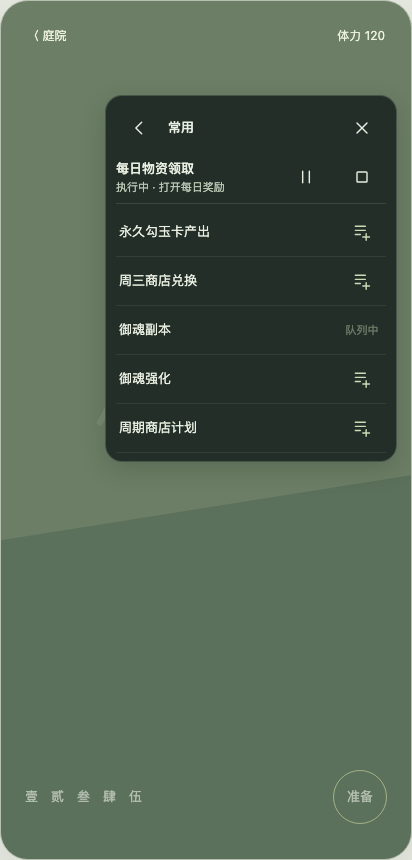 〈 庭院
体力 120
常用
每日物资领取
执行中 · 打开每日奖励
永久勾玉卡产出
周三商店兑换
御魂副本
队列中
御魂强化
周期商店计划
壹 贰 叁 肆 伍
准备